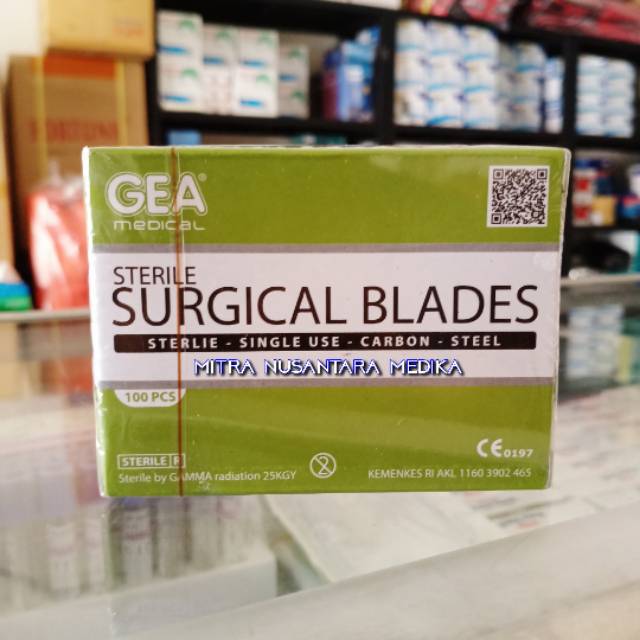 GEA®
medical
STERILE
SURGICAL BLADES
STERLIE - SINGLE USE - CARBON - STEEL
MITRA NUSANTARA MEDIKA
100 PCS
STERILE R
Sterile by GAMMA radiation 25KGY
2
CE 0197
KEMENKES RI AKL 1160 3902 465